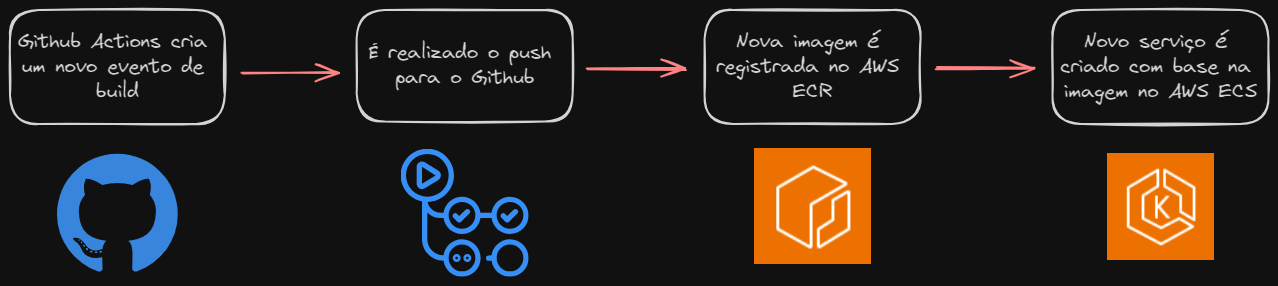 Github Actions cria
um novo evento de
build
É realizado o push
para o Github
Nova imagem é
registrada no AWS
ECR
Novo serviço é
criado com base na
imagem no AWS ECS
K